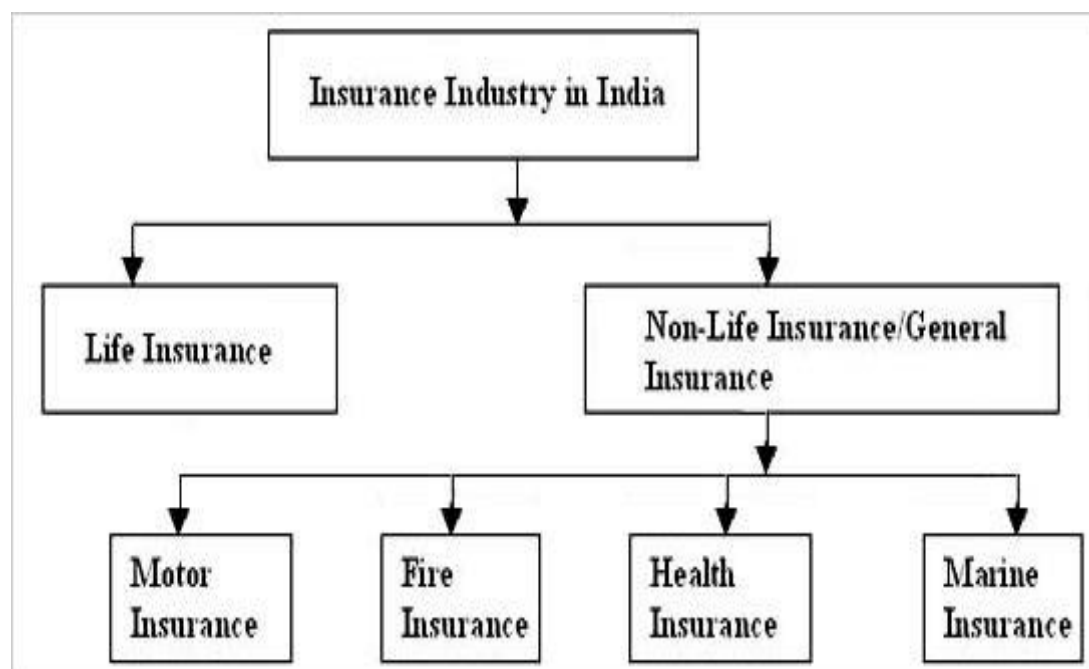 Insurance Industry in India
Life Insurance
Non-Life Insurance/General
Insurance
Motor
Insurance
Fire
Insurance
Health
Insurance
Marine
Insurance